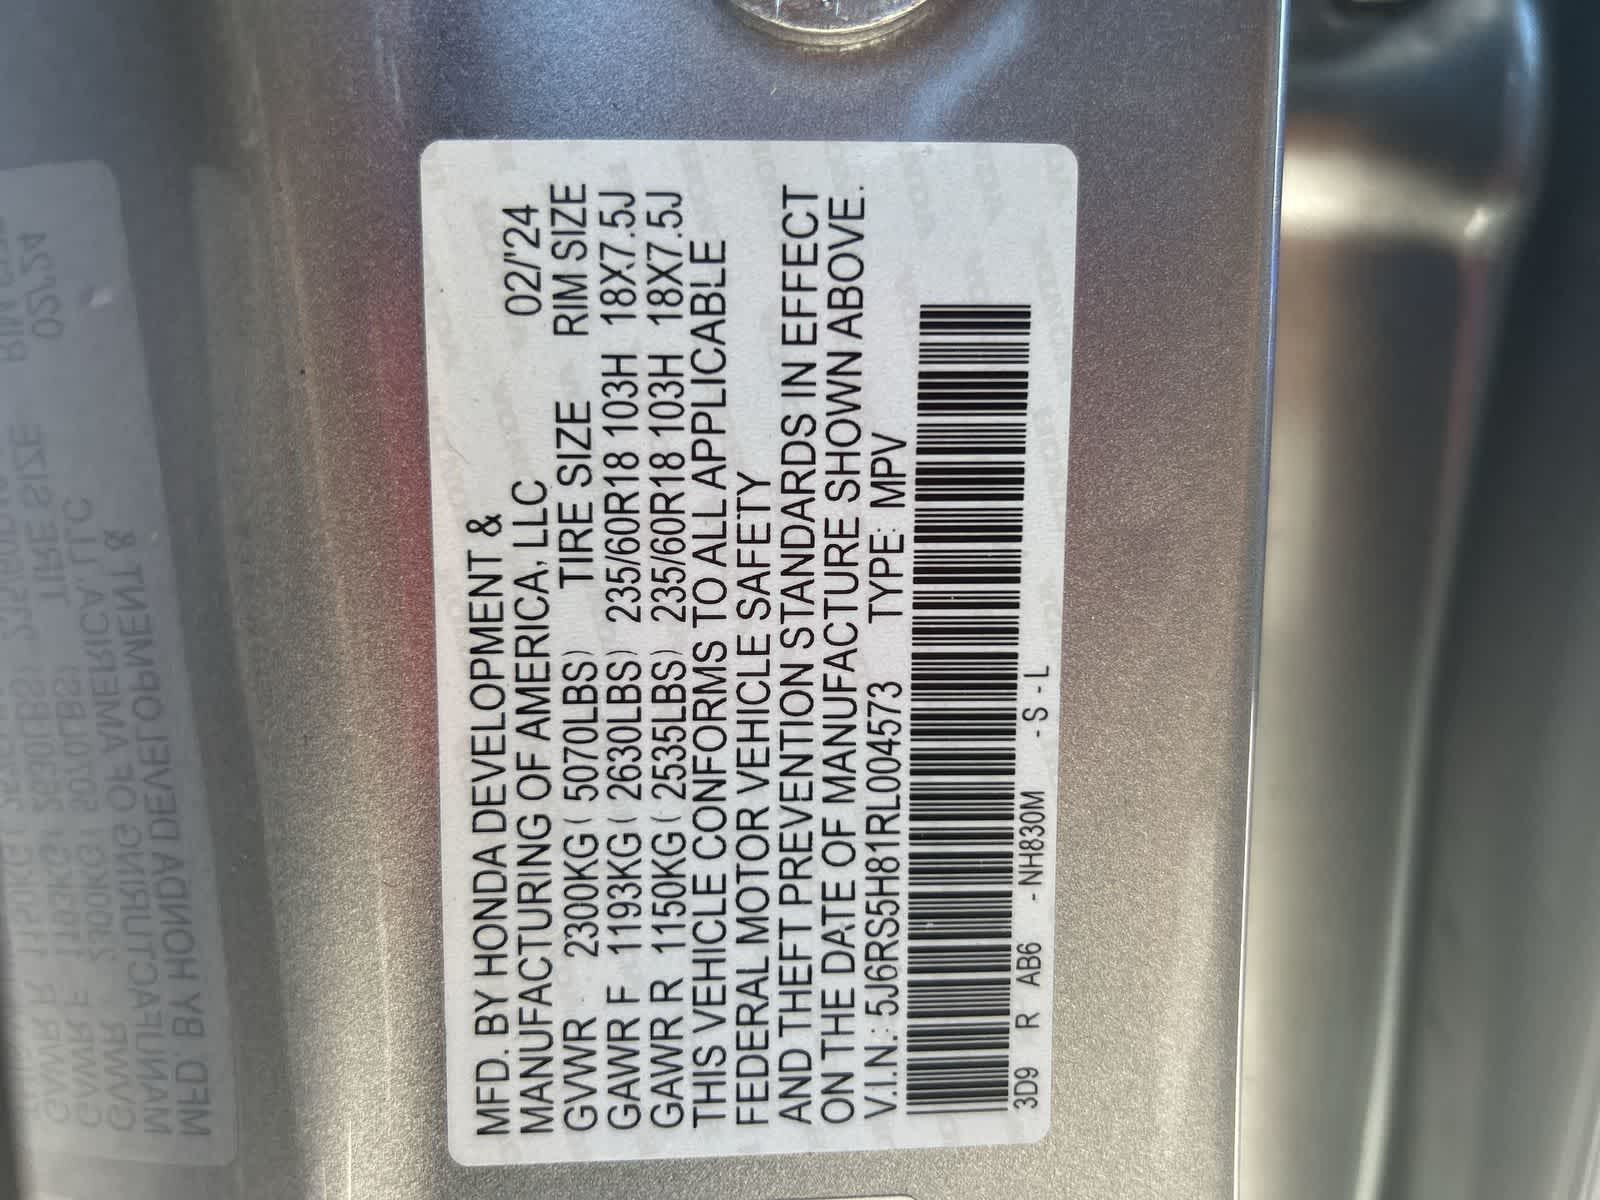 MFD. BY HONDA DEVELOPMENT &
MANUFACTURING OF AMERICA, LLC 02/'24
GVWR 2300KG ( 5070LBS) TIRE SIZE RIM SIZE
GAWR F 1193KG ( 2630LBS) 235/60R18 103H 18X7.5J
GAWR R 1150KG ( 2535LBS) 235/60R18 103H 18X7.5J
THIS VEHICLE CONFORMS TO ALL APPLICABLE
FEDERAL MOTOR VEHICLE SAFETY
AND THEFT PREVENTION STANDARDS IN EFFECT
ON THE DATE OF MANUFACTURE SHOWN ABOVE.
V.I.N.: 5J6RS5H81RL004573 TYPE: MPV
3D9 R AB6 - NH830M - S - L